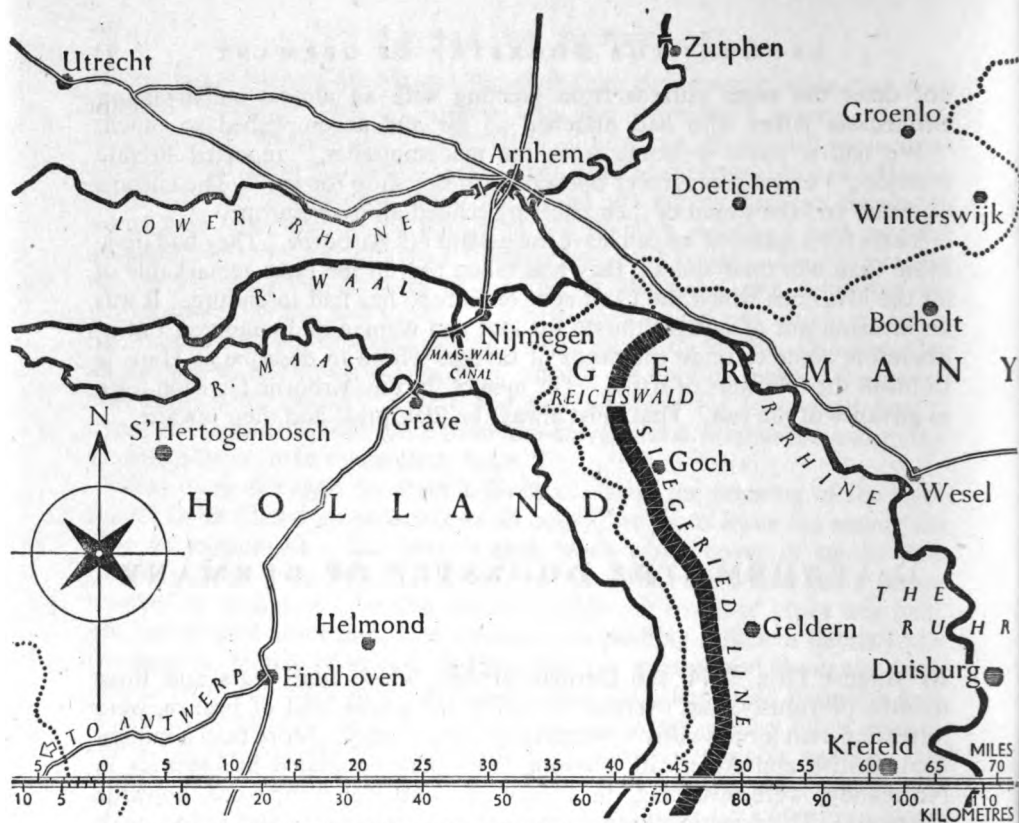 Utrecht
Zutphen
Groenlo
Arnhem
Doetichem
Winterswijk
LOWER RHINE
R. WAAL
Nijmegen
Bocholt
MAAS-WAAL
CANAL
R. MAAS
GERMANY
REICHSWALD
N
Grave
S'Hertogenbosch
Goch
R. RHINE
Wesel
HOLLAND
SIEGFRIED LINE
THE
RUHR
Helmond
Geldern
Eindhoven
Duisburg
TO ANTWERP
Krefeld
MILES
5 0 5 10 15 20 25 30 35 40 45 50 55 60 65 70
10 5 0 5 10 20 30 40 50 60 70 80 90 100 110
KILOMETRES